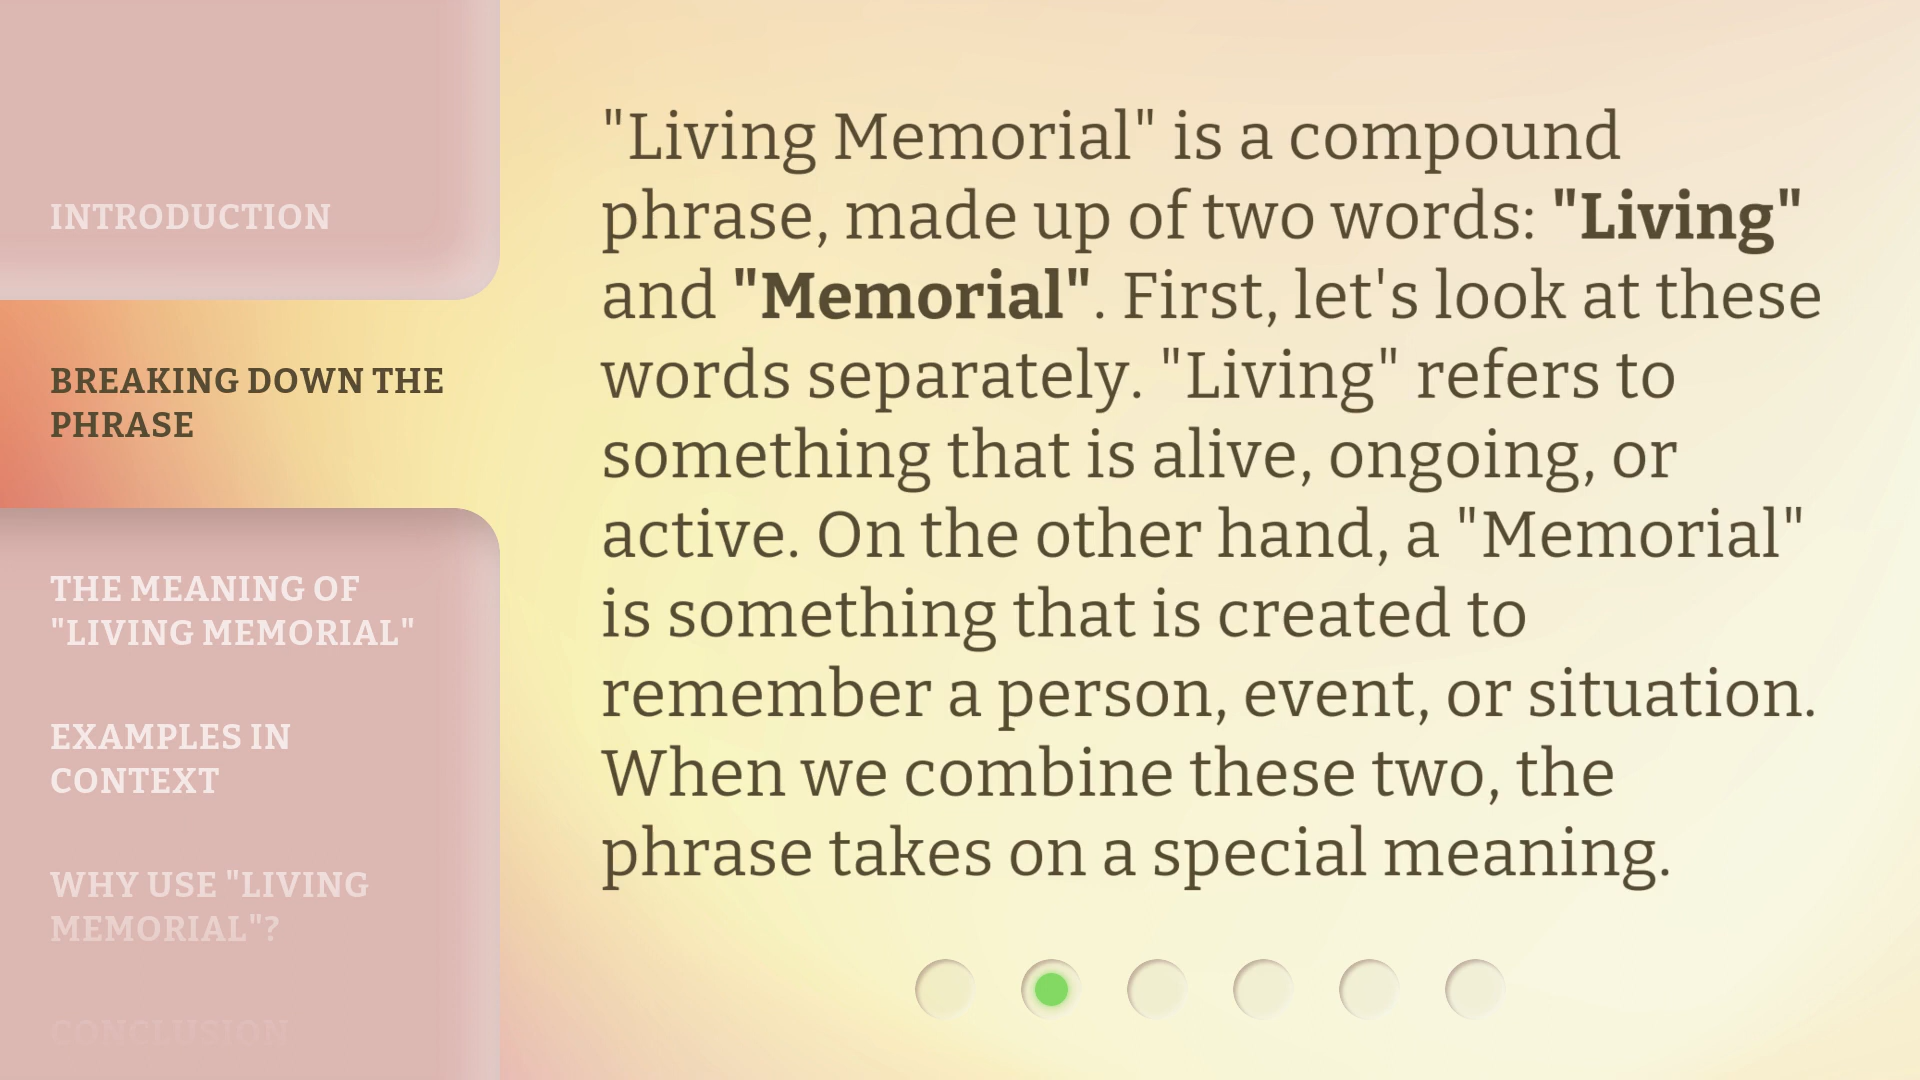 INTRODUCTION
BREAKING DOWN THE
PHRASE
THE MEANING OF
"LIVING MEMORIAL"
EXAMPLES IN
CONTEXT
WHY USE "LIVING
MEMORIAL"?
CONCLUSION
"Living Memorial" is a compound
phrase, made up of two words: "Living"
and "Memorial". First, let's look at these
words separately. "Living" refers to
something that is alive, ongoing, or
active. On the other hand, a "Memorial"
is something that is created to
remember a person, event, or situation.
When we combine these two, the
phrase takes on a special meaning.